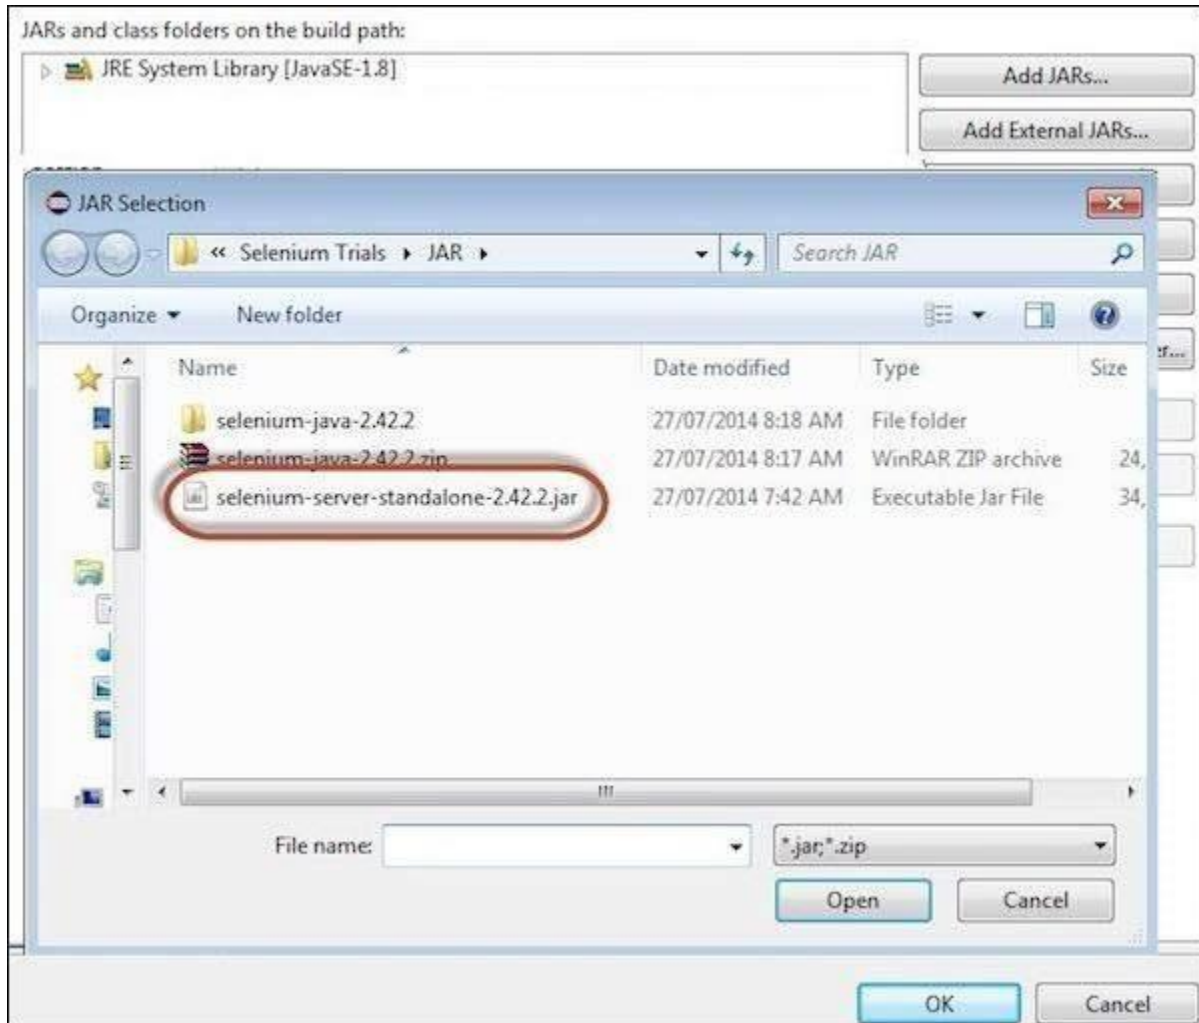 JARs and class folders on the build path:
JRE System Library [JavaSE-1.8]
Add JARs...
Add External JARs...
JAR Selection
« Selenium Trials JAR
Search JAR
Organize New folder
Name Date modified Type Size
selenium-java-2.42.2 27/07/2014 8:18 AM File folder
selenium-java-2.42.2.zip 27/07/2014 8:17 AM WinRAR ZIP archive 24,
selenium-server-standalone-2.42.2.jar 27/07/2014 7:42 AM Executable Jar File 34,
File name: *.jar;*.zip
Open Cancel
OK Cancel